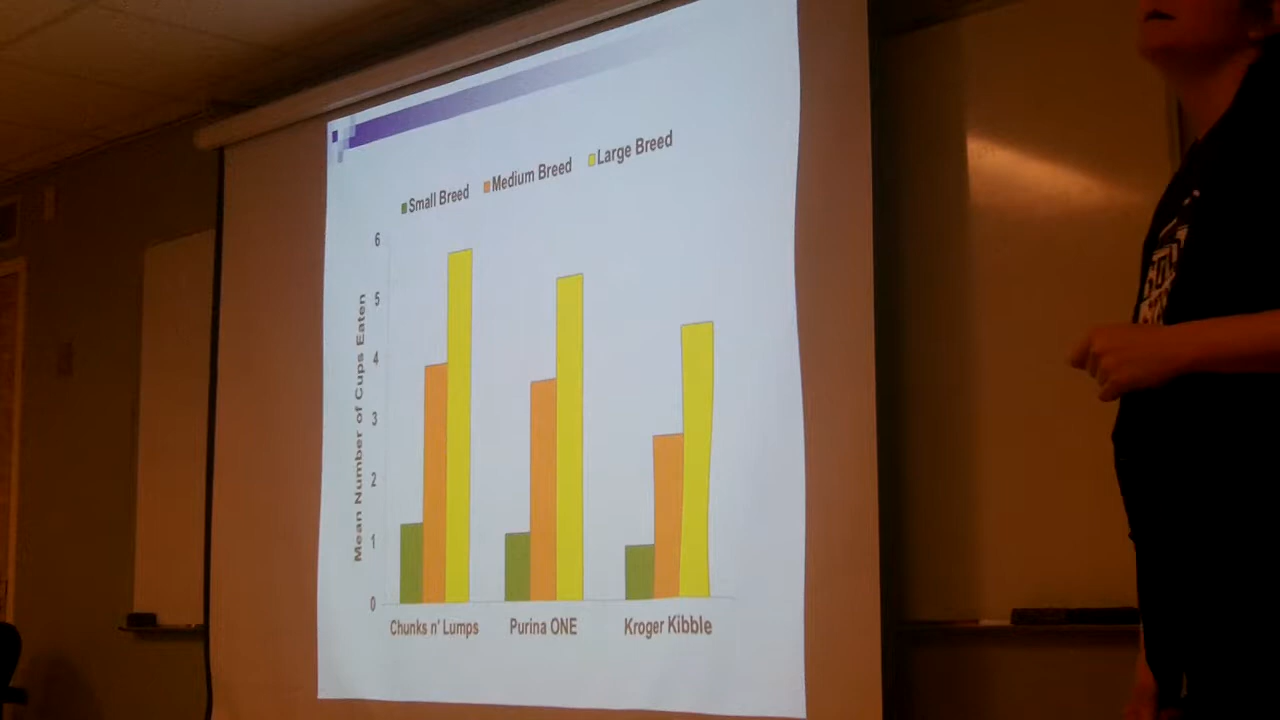 Small Breed Medium Breed Large Breed
6
5
4
3
2
1
0
Mean Number of Cups Eaten
Chunks n' Lumps Purina ONE Kroger Kibble